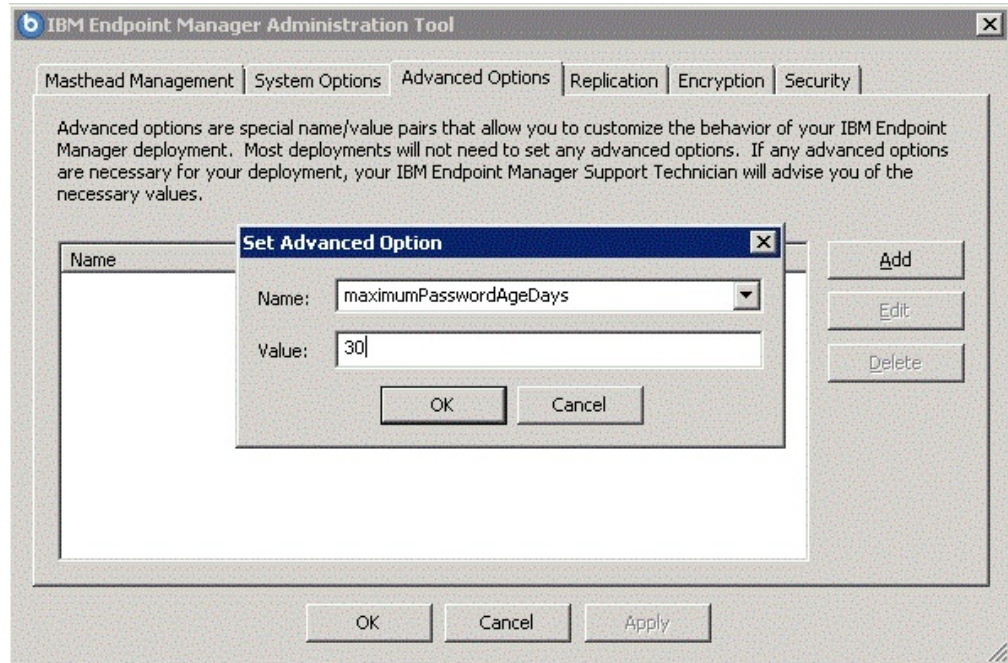 IBM Endpoint Manager Administration Tool
Masthead Management System Options Advanced Options Replication Encryption Security
Advanced options are special name/value pairs that allow you to customize the behavior of your IBM Endpoint
Manager deployment. Most deployments will not need to set any advanced options. If any advanced options
are necessary for your deployment, your IBM Endpoint Manager Support Technician will advise you of the
necessary values.
Set Advanced Option
Name
Add
Name: maximumPasswordAgeDays
Edit
Value: 30
Delete
OK Cancel
OK Cancel Apply